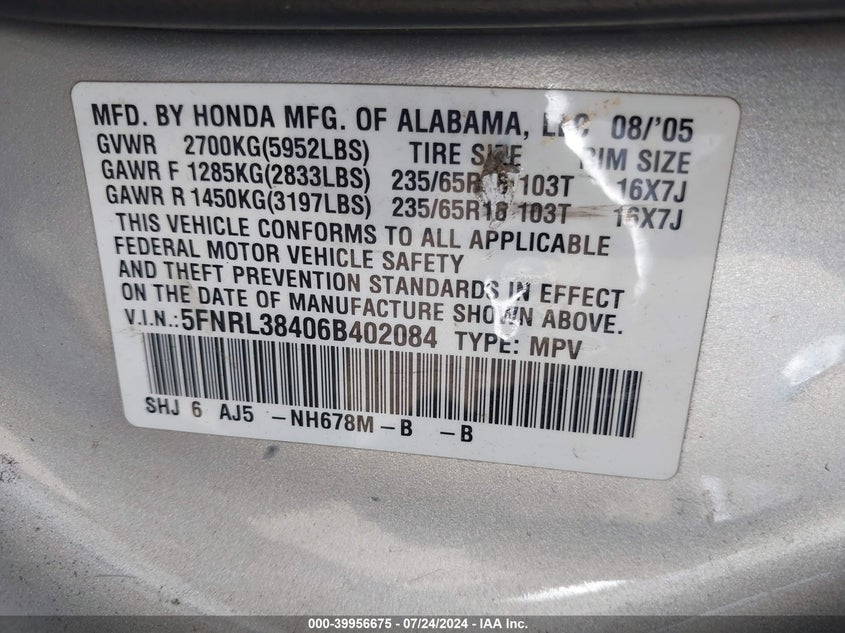 MFD. BY HONDA MFG. OF ALABAMA, LLC 08/'05
GVWR 2700KG(5952LBS) TIRE SIZE RIM SIZE
GAWR F 1285KG(2833LBS) 235/65R16 103T 16X7J
GAWR R 1450KG(3197LBS) 235/65R16 103T 16X7J
THIS VEHICLE CONFORMS TO ALL APPLICABLE
FEDERAL MOTOR VEHICLE SAFETY
AND THEFT PREVENTION STANDARDS IN EFFECT
ON THE DATE OF MANUFACTURE SHOWN ABOVE.
V.I.N.:5FNRL38406B402084 TYPE: MPV
SHJ 6 AJ5 -NH678M-B -B
000-39956675 - 07/24/2024 - IAA Inc.